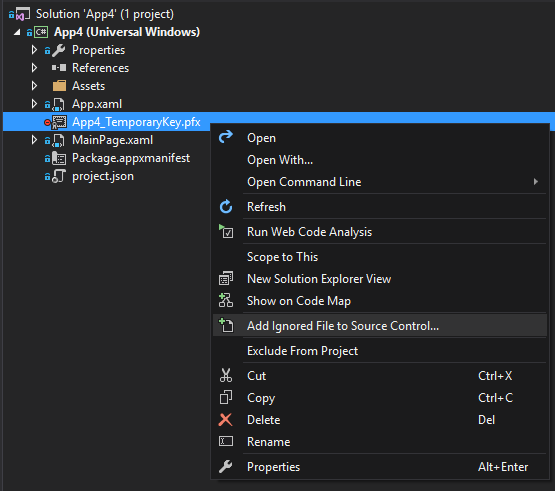 Solution 'App4' (1 project)
App4 (Universal Windows)
Properties
References
Assets
App.xaml
App4_TemporaryKey.pfx
MainPage.xaml
Package.appxmanifest
project.json
Open
Open With...
Open Command Line
Refresh
Run Web Code Analysis
Scope to This
New Solution Explorer View
Show on Code Map
Add Ignored File to Source Control...
Exclude From Project
Cut Ctrl+X
Copy Ctrl+C
Delete Del
Rename
Properties Alt+Enter